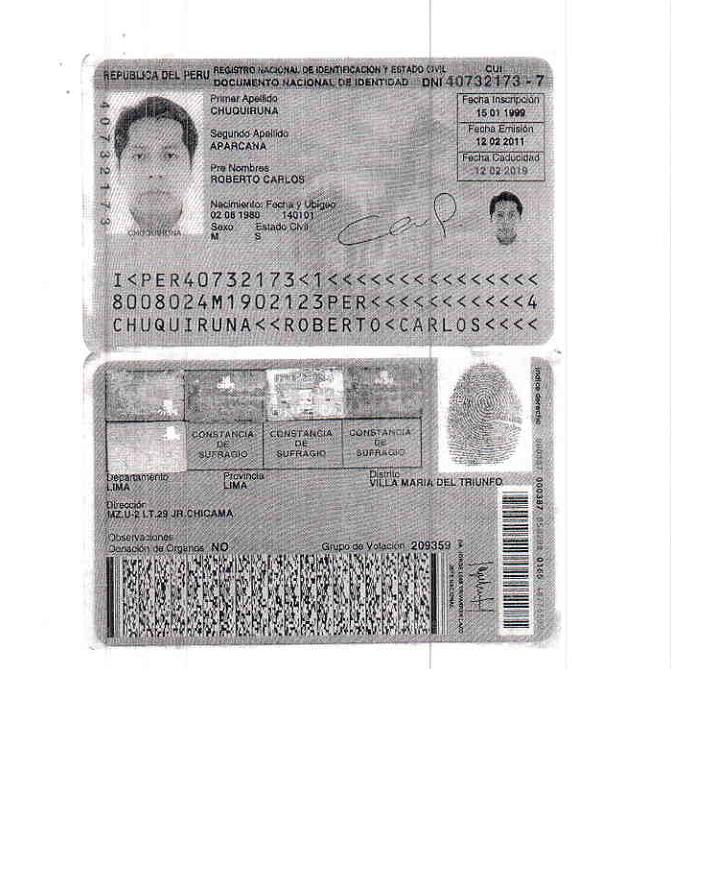 REPUBLICA DEL PERU
REGISTRO NACIONAL DE IDENTIFICACION Y ESTADO CIVIL
CUI
DOCUMENTO NACIONAL DE IDENTIDAD DNI 40732173 - 7
40732173
Primer Apellido
CHUQUIRUNA
Segundo Apellido
APARCANA
Pre Nombres
ROBERTO CARLOS
Nacimiento: Fecha y Ubigeo
02 08 1980 140101
Sexo Estado Civil
M S
Fecha Inscripción
15 01 1999
Fecha Emisión
12 02 2011
Fecha Caducidad
12 02 2019
CHUQUIRUNA
I<PER40732173<1<<<<<<<<<<<<<<<
8008024M1902123PER<<<<<<<<<<<4
CHUQUIRUNA<<ROBERTO<CARLOS<<<<
CONSTANCIA DE SUFRAGIO
CONSTANCIA DE SUFRAGIO
CONSTANCIA DE SUFRAGIO
Índice derecho
Departamento
LIMA
Provincia
LIMA
Distrito
VILLA MARIA DEL TRIUNFO
Dirección
MZ.U-2 LT.29 JR.CHICAMA
Observaciones
Donación de Organos NO
Grupo de Votación 209359
000387
0165